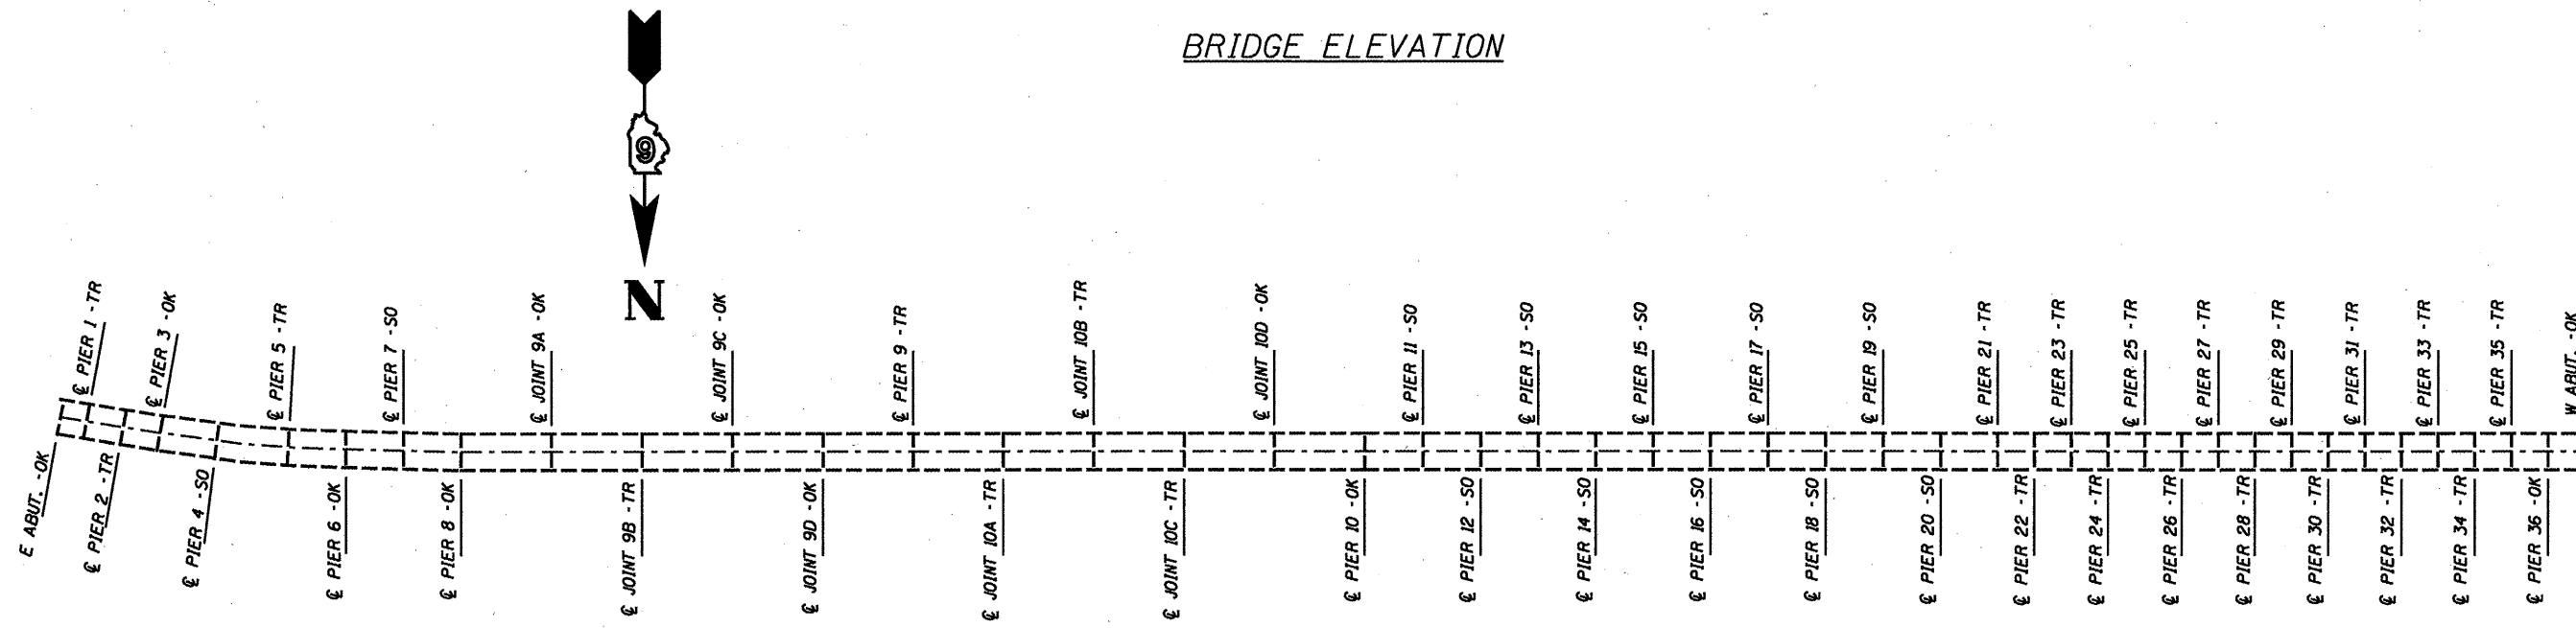 BRIDGE ELEVATION
9
N
℄ PIER 1 -TR
℄ PIER 3 -OK
℄ PIER 5 -TR
℄ PIER 7 -SO
℄ JOINT 9A -OK
℄ JOINT 9C -OK
℄ PIER 9 -TR
℄ JOINT 10B -TR
℄ JOINT 10D -OK
℄ PIER 11 -SO
℄ PIER 13 -SO
℄ PIER 15 -SO
℄ PIER 17 -SO
℄ PIER 19 -SO
℄ PIER 21 -TR
℄ PIER 23 -TR
℄ PIER 25 -TR
℄ PIER 27 -TR
℄ PIER 29 -TR
℄ PIER 31 -TR
℄ PIER 33 -TR
℄ PIER 35 -TR
W ABUT. -OK
E ABUT. -OK
℄ PIER 2 -TR
℄ PIER 4 -SO
℄ PIER 6 -OK
℄ PIER 8 -OK
℄ JOINT 9B -TR
℄ JOINT 9D -OK
℄ JOINT 10A -TR
℄ JOINT 10C -TR
℄ PIER 10 -OK
℄ PIER 12 -SO
℄ PIER 14 -SO
℄ PIER 16 -SO
℄ PIER 18 -SO
℄ PIER 20 -SO
℄ PIER 22 -TR
℄ PIER 24 -TR
℄ PIER 26 -TR
℄ PIER 28 -TR
℄ PIER 30 -TR
℄ PIER 32 -TR
℄ PIER 34 -TR
℄ PIER 36 -OK